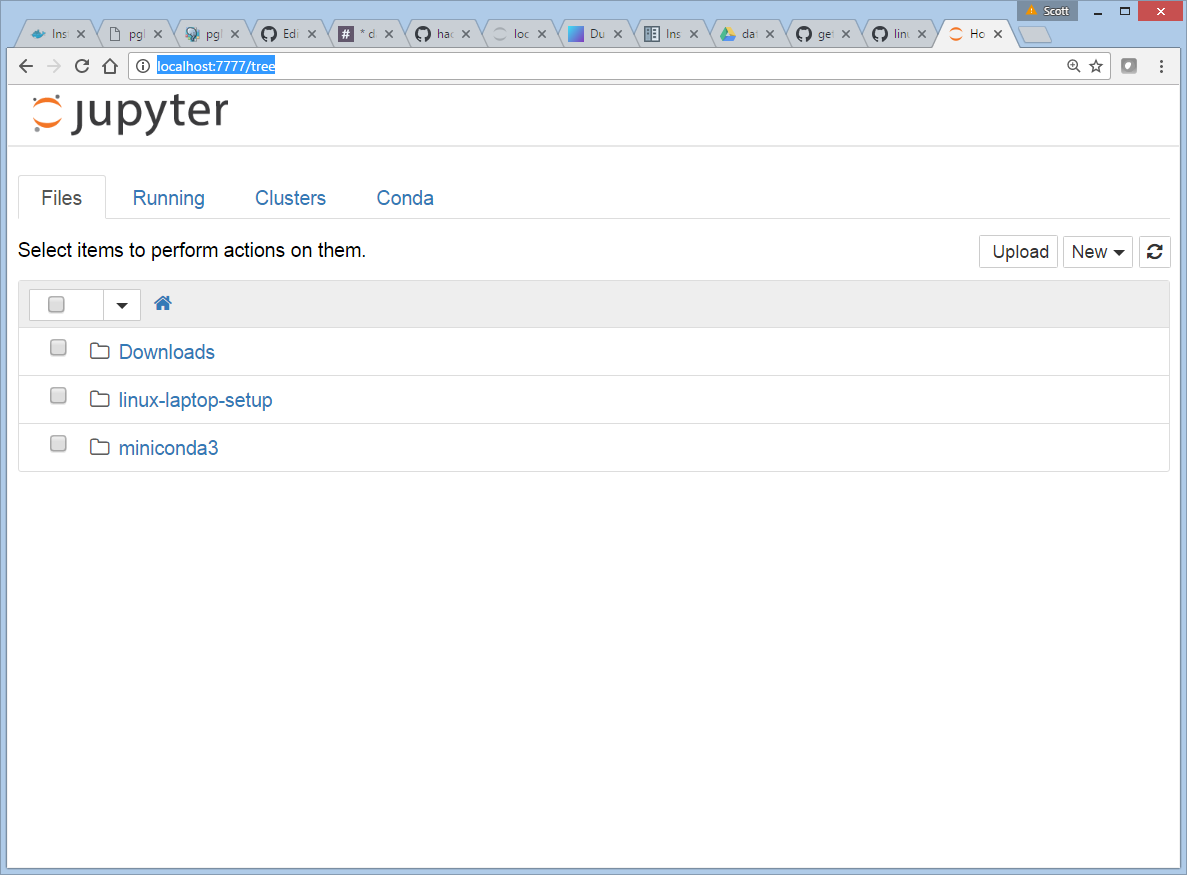 Scott
Ins pgl pgl Edi * d hac loc Du Ins dat get linu Ho
localhost:7777/tree
jupyter
Files Running Clusters Conda
Select items to perform actions on them.
Upload New
Downloads
linux-laptop-setup
miniconda3